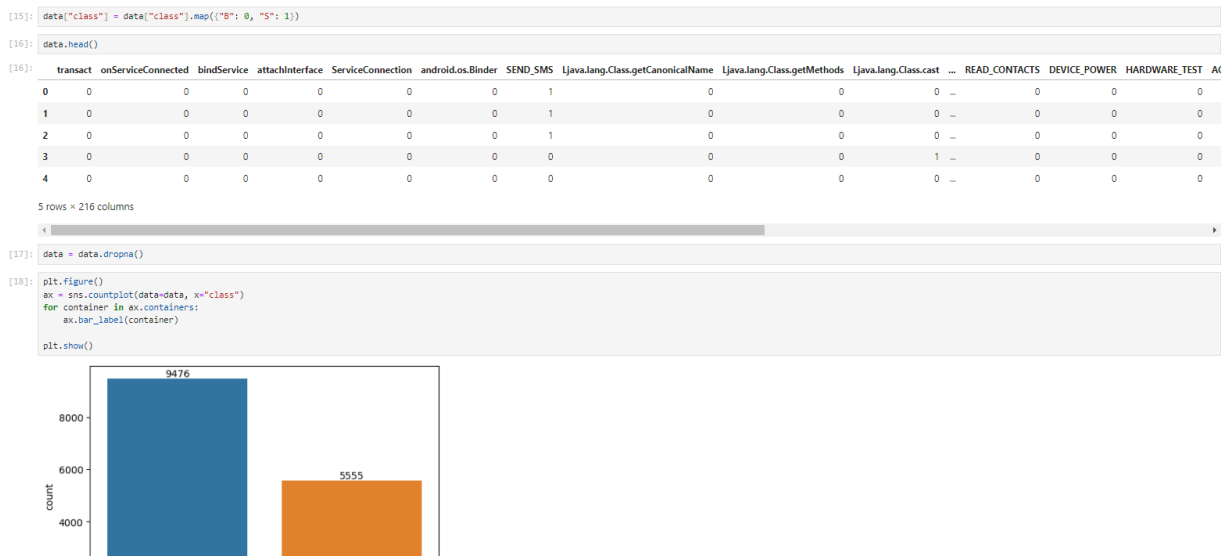 [15]: data["class"] = data["class"].map({"B": 0, "S": 1})
[16]: data.head()
[16]: transact onServiceConnected bindService attachInterface ServiceConnection android.os.Binder SEND_SMS Ljava.lang.Class.getCanonicalName Ljava.lang.Class.getMethods Ljava.lang.Class.cast ... READ_CONTACTS DEVICE_POWER HARDWARE_TEST
0 0 0 0 0 0 0 1 0 0 0 ... 0 0 0
1 0 0 0 0 0 0 1 0 0 0 ... 0 0 0
2 0 0 0 0 0 0 1 0 0 0 ... 0 0 0
3 0 0 0 0 0 0 0 0 0 1 ... 0 0 0
4 0 0 0 0 0 0 0 0 0 0 ... 0 0 0
5 rows × 216 columns
[17]: data = data.dropna()
[18]: plt.figure()
ax = sns.countplot(data=data, x="class")
for container in ax.containers:
    ax.bar_label(container)
plt.show()
9476
8000
6000
5555
count
4000